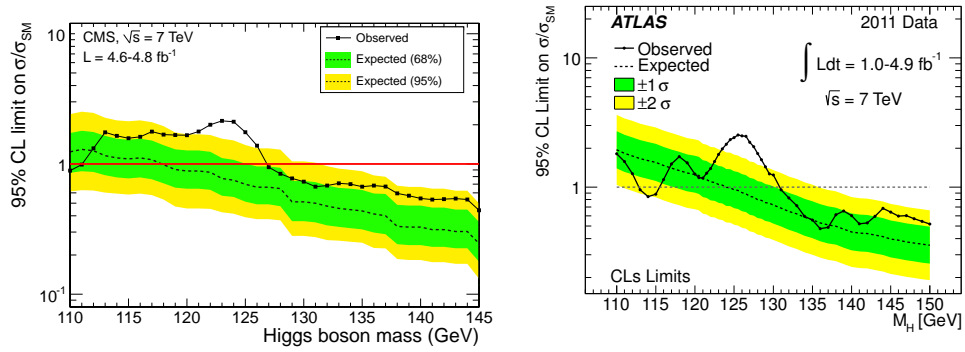 95% CL limit on σ/σSM
10
1
10⁻¹
CMS, √s = 7 TeV
L = 4.6-4.8 fb⁻¹
Observed
Expected (68%)
Expected (95%)
110 115 120 125 130 135 140 145
Higgs boson mass (GeV)
95% CL Limit on σ/σSM
10
1
ATLAS
2011 Data
Observed
Expected
±1 σ
±2 σ
∫ Ldt = 1.0-4.9 fb⁻¹
√s = 7 TeV
CLs Limits
110 115 120 125 130 135 140 145 150
MH [GeV]